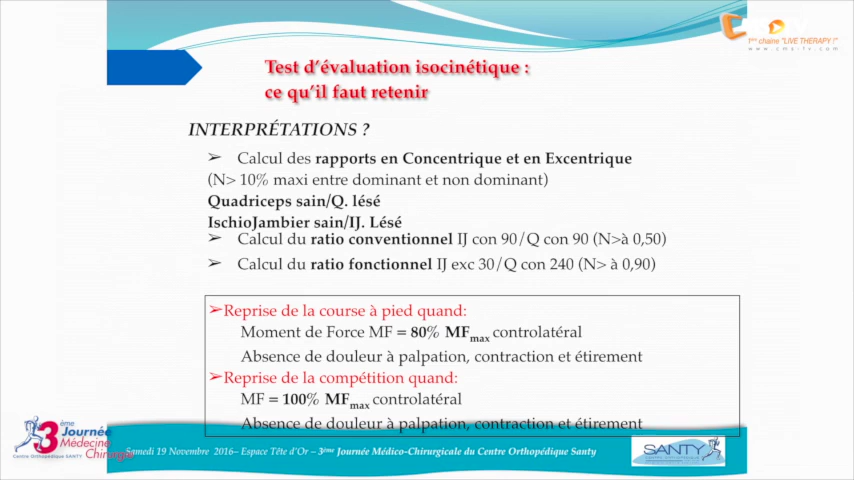 1ère chaîne "LIVE THERAPY !"
www.cms-tv.com
Test d'évaluation isocinétique :
ce qu'il faut retenir
INTERPRÉTATIONS ?
➢ Calcul des rapports en Concentrique et en Excentrique
(N> 10% maxi entre dominant et non dominant)
Quadriceps sain/Q. lésé
IschioJambier sain/IJ. Lésé
➢ Calcul du ratio conventionnel IJ con 90/Q con 90 (N>à 0,50)
➢ Calcul du ratio fonctionnel IJ exc 30/Q con 240 (N> à 0,90)
➢Reprise de la course à pied quand:
Moment de Force MF = 80% MFmax controlatéral
Absence de douleur à palpation, contraction et étirement
➢Reprise de la compétition quand:
MF = 100% MFmax controlatéral
Absence de douleur à palpation, contraction et étirement
3ème
Journée
Médecine
Chirurgie
Centre Orthopédique SANTY
Samedi 19 Novembre 2016– Espace Tête d'Or – 3ème Journée Médico-Chirurgicale du Centre Orthopédique Santy
SANTY